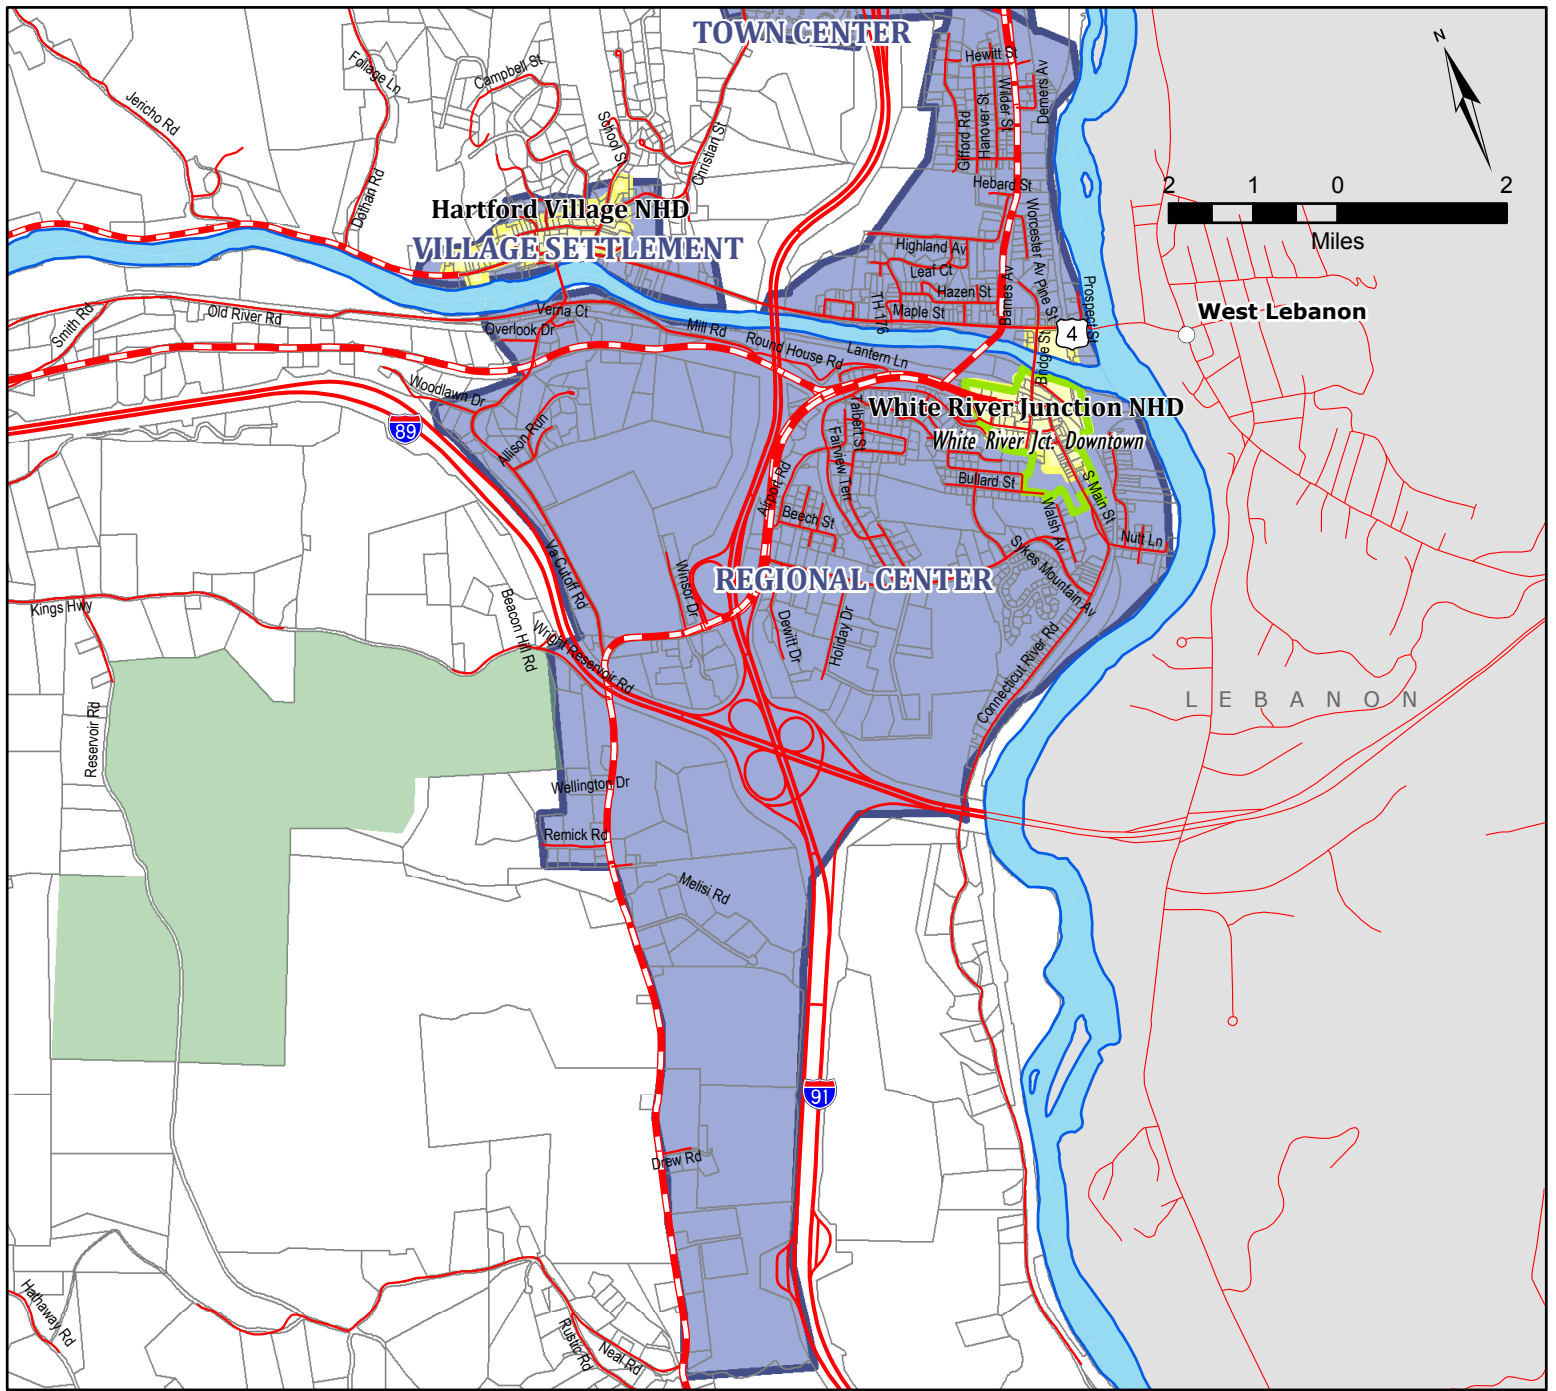 TOWN CENTER
Hewitt St
Demers Av
Wilder St
Hanover St
Gifford Rd
Foliage Ln
Campbell St
Jericho Rd
School St
Christian St
N
Hebard St
2 1 0 2
Miles
Dothan Rd
Hartford Village NHD
VILLAGE SETTLEMENT
Highland Av
Worcester Av
Leaf Ct
Hazen St
Barnes Av
Pine St
Prospect St
TH 176
Maple St
West Lebanon
Smith Rd
Old River Rd
Verna Ct
Overlook Dr
Mill Rd
Round House Rd
Lantern Ln
Bridge St
4
Woodlawn Dr
89
Allison Run
Talbert St
Fairview Terr
White River Junction NHD
White River Jct. Downtown
Airport Rd
Bullard St
S Main St
Beech St
Walsh Av
Nutt Ln
Va Cutoff Rd
Winsor Dr
REGIONAL CENTER
Sykes Mountain Av
Kings Hwy
Beacon Hill Rd
Wright Reservoir Rd
Dewitt Dr
Holiday Dr
Connecticut River Rd
LEBANON
Reservoir Rd
Wellington Dr
Remick Rd
Melisi Rd
91
Drew Rd
Hathaway Rd
Rustic Rd
Neal Rd